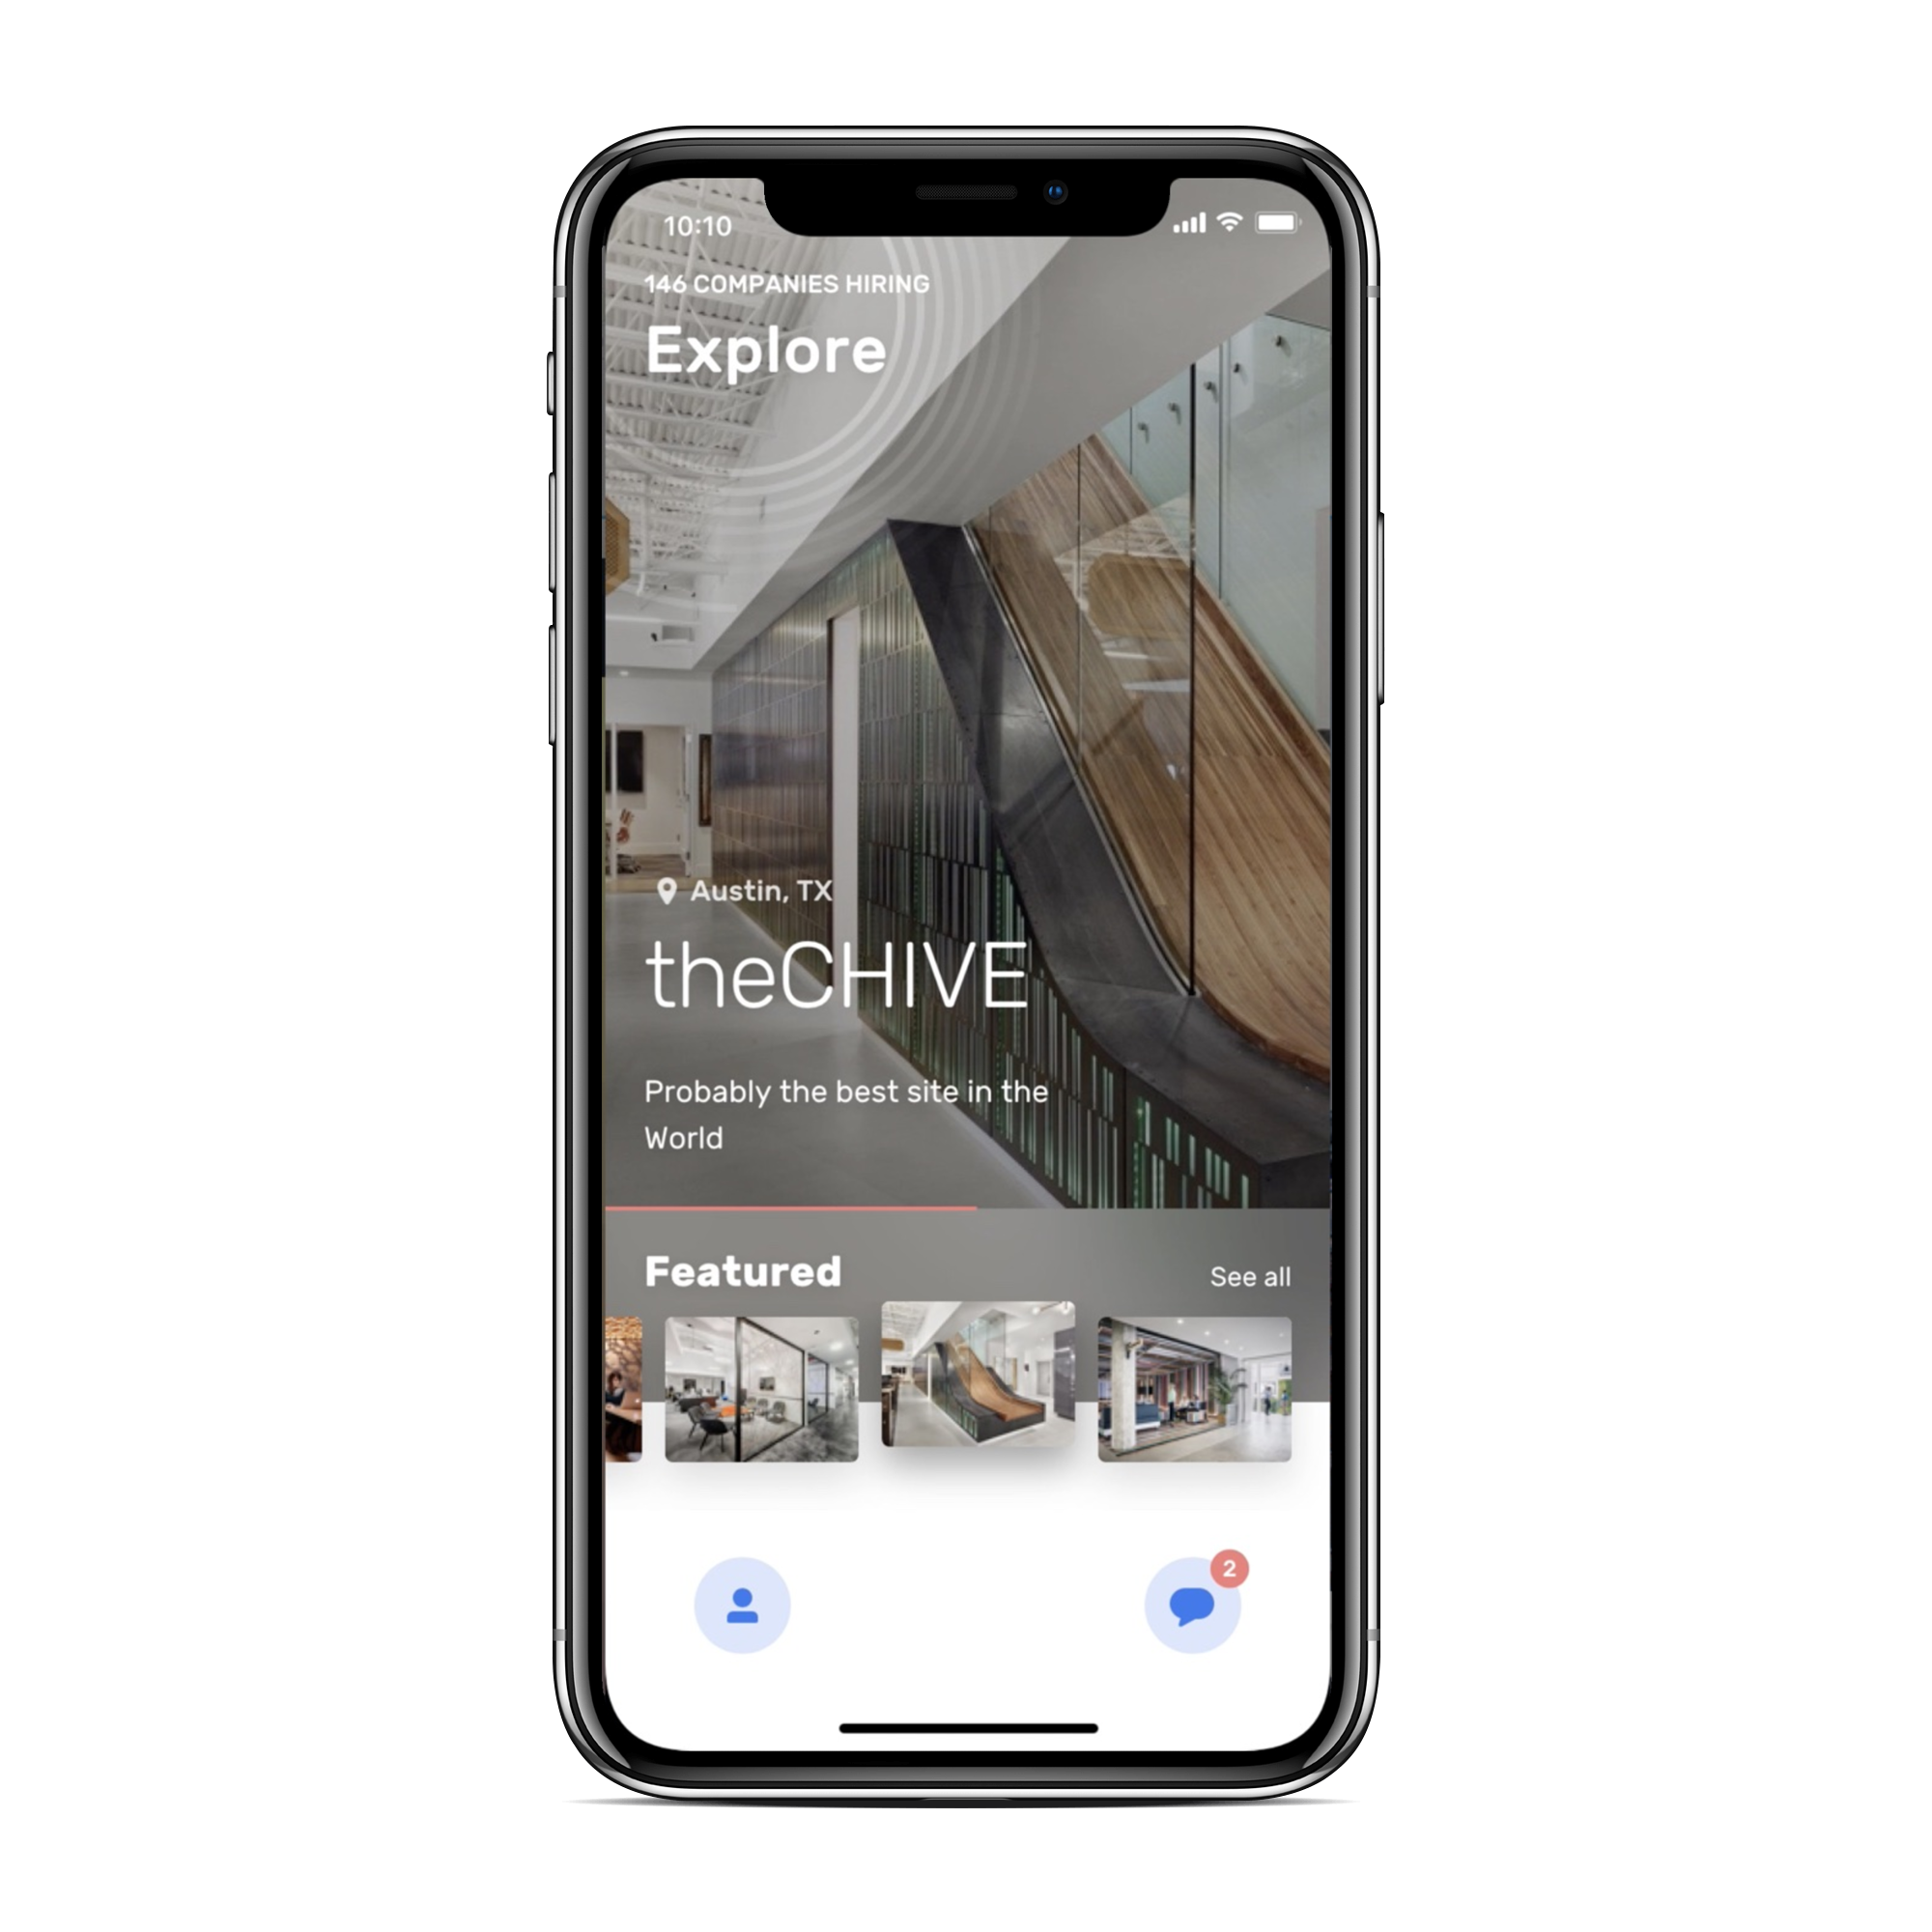 10:10
146 COMPANIES HIRING
Explore
Austin, TX
theCHIVE
Probably the best site in the
World
Featured
See all
2